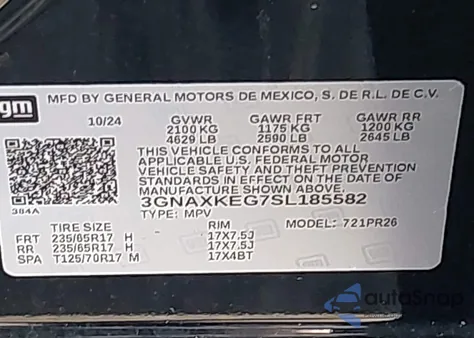 gm
MFD BY GENERAL MOTORS DE MEXICO, S. DE R.L. DE C.V.
10/24 GVWR GAWR FRT GAWR RR
2100 KG 1175 KG 1200 KG
4629 LB 2590 LB 2645 LB
THIS VEHICLE CONFORMS TO ALL
APPLICABLE U.S. FEDERAL MOTOR
VEHICLE SAFETY AND THEFT PREVENTION
STANDARDS IN EFFECT ON THE DATE OF
MANUFACTURE SHOWN ABOVE.
3GNAXKEG7SL185582
384A TYPE: MPV MODEL: 721PR26
TIRE SIZE RIM
FRT 235/65R17 H 17X7.5J
RR 235/65R17 H 17X7.5J
SPA T125/70R17 M 17X4BT
autoSnap